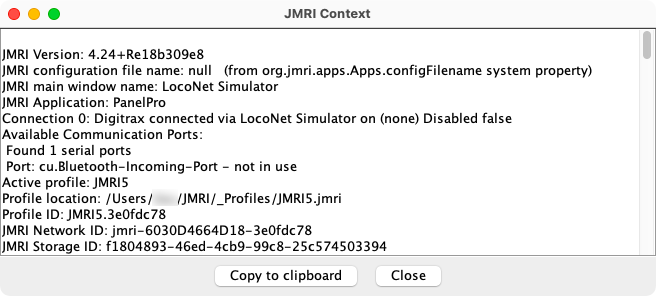 JMRI Context
JMRI Version: 4.24+Re18b309e8
JMRI configuration file name: null   (from org.jmri.apps.Apps.configFilename system property)
JMRI main window name: LocoNet Simulator
JMRI Application: PanelPro
Connection 0: Digitrax connected via LocoNet Simulator on (none) Disabled false
Available Communication Ports:
 Found 1 serial ports
 Port: cu.Bluetooth-Incoming-Port - not in use
Active profile: JMRI5
Profile location: /Users/ /JMRI/_Profiles/JMRI5.jmri
Profile ID: JMRI5.3e0fdc78
JMRI Network ID: jmri-6030D4664D18-3e0fdc78
JMRI Storage ID: f1804893-46ed-4cb9-99c8-25c574503394
Copy to clipboard
Close